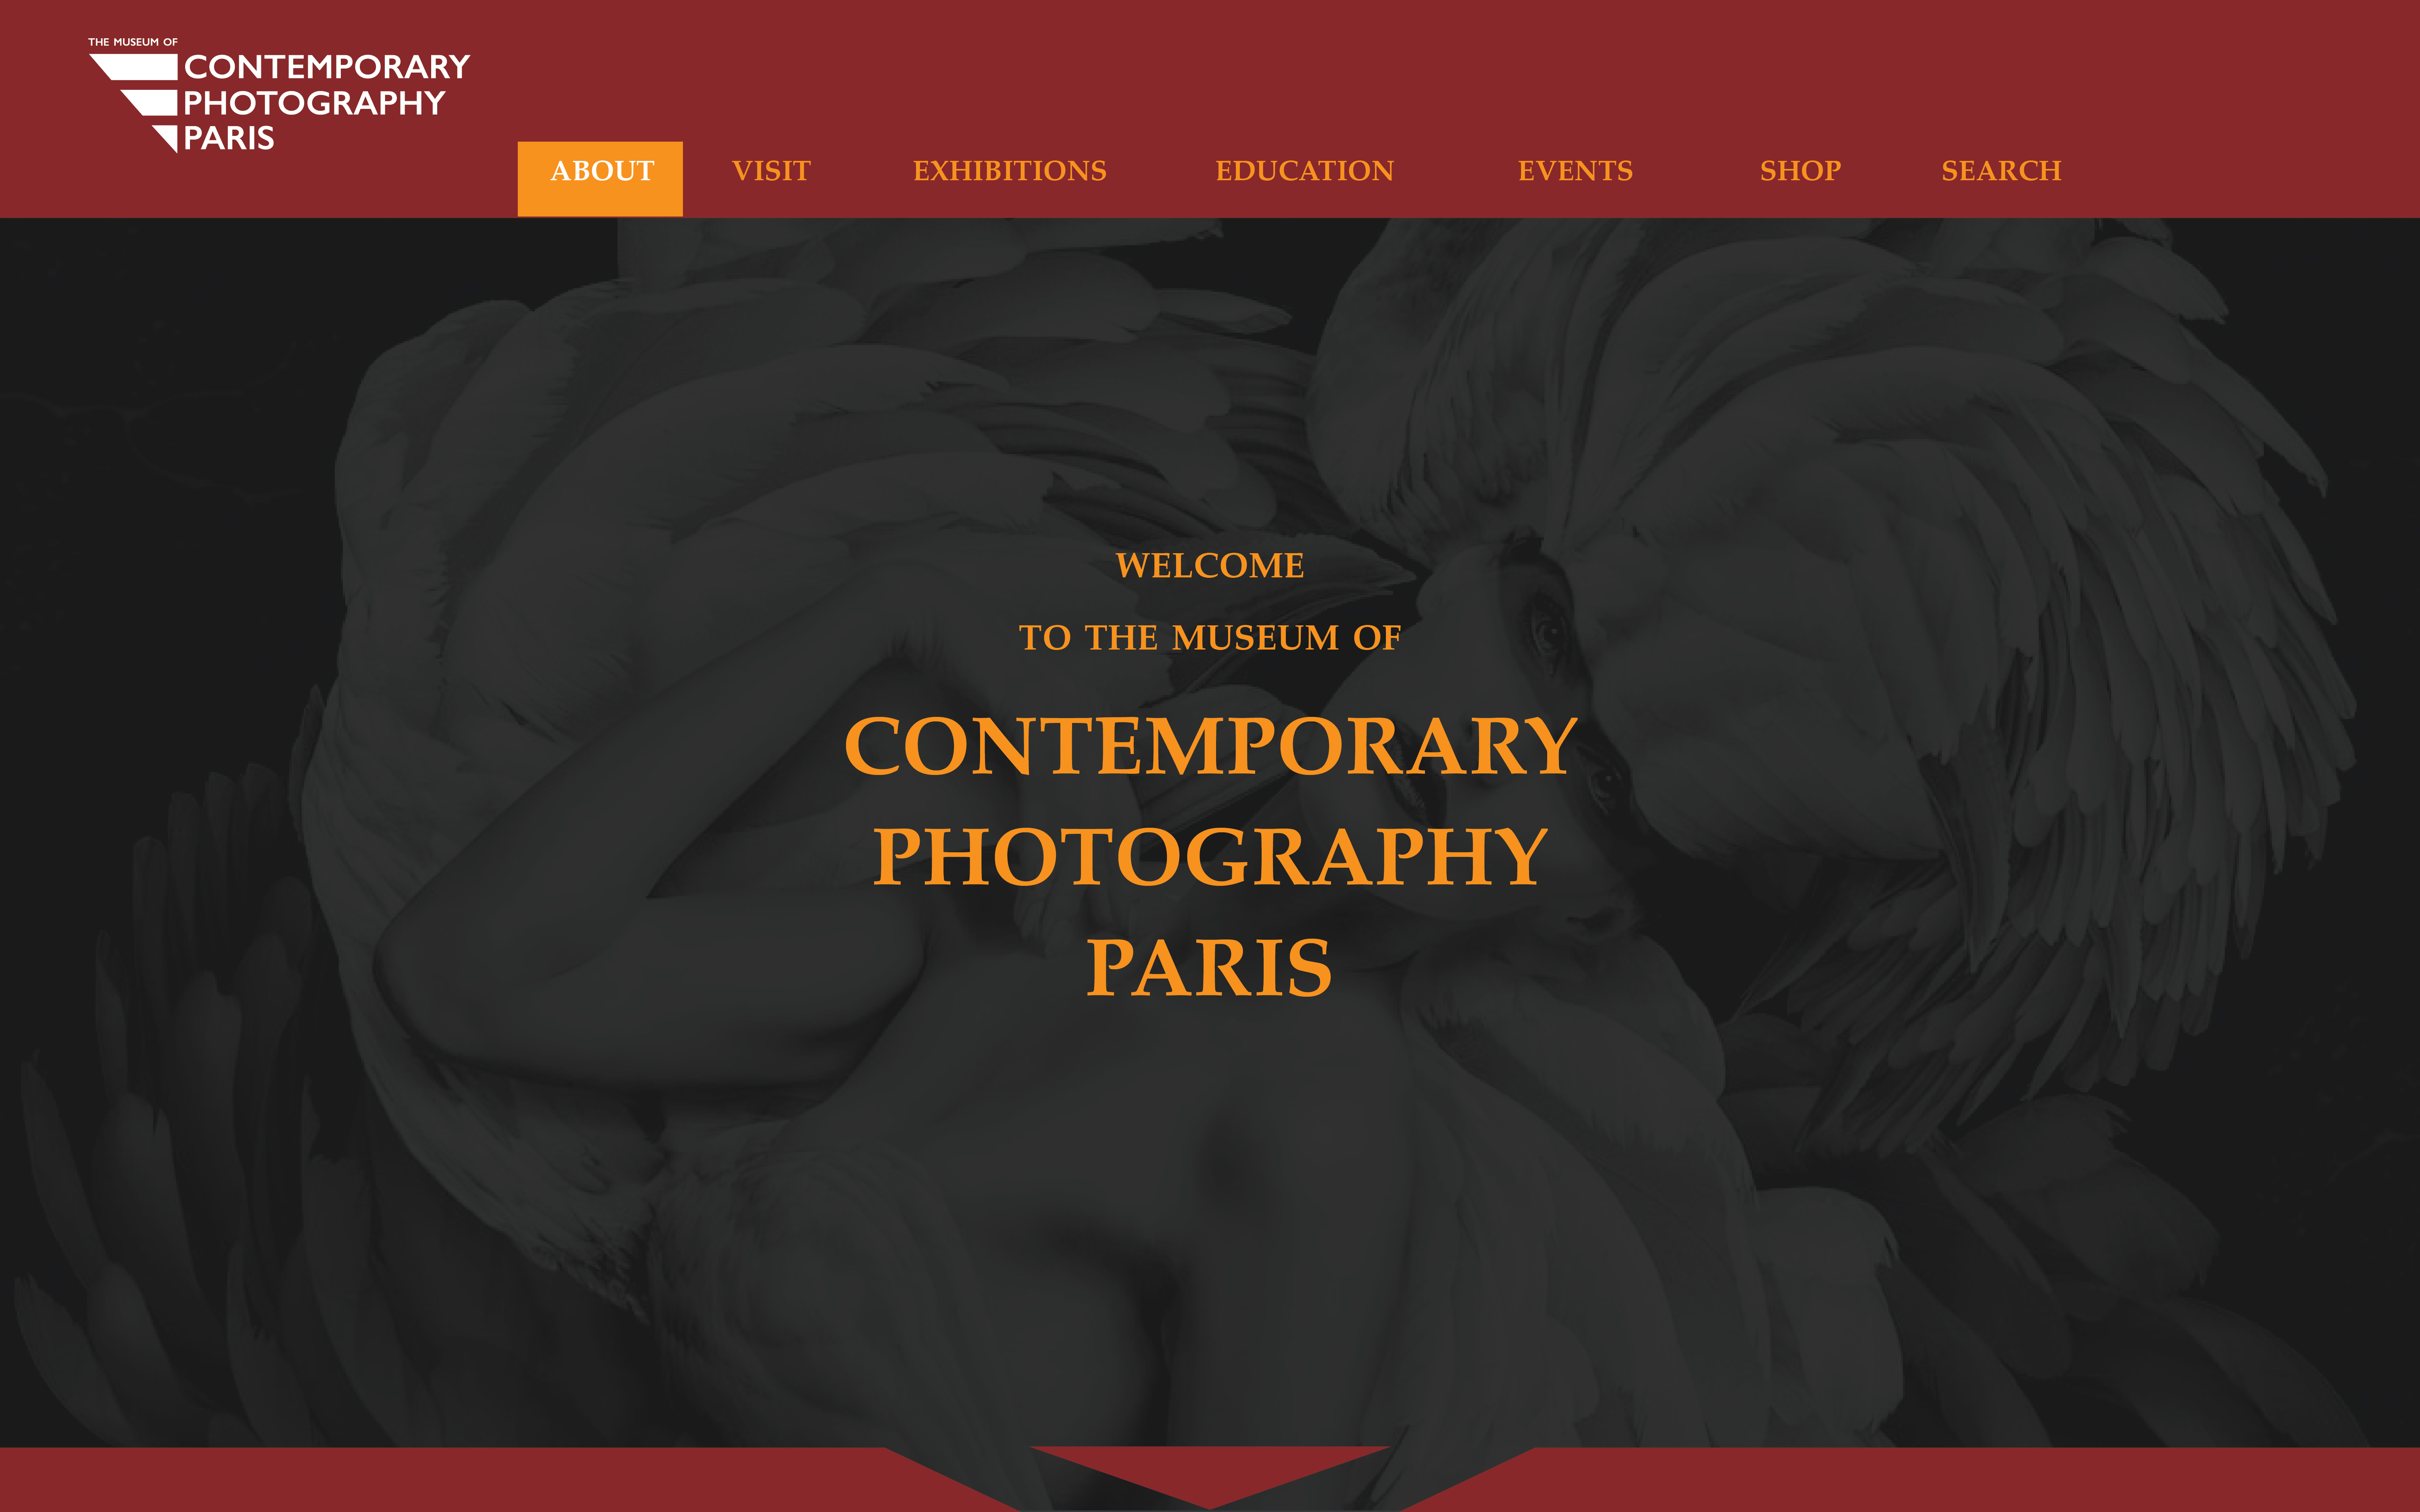 THE MUSEUM OF
CONTEMPORARY
PHOTOGRAPHY
PARIS
ABOUT VISIT EXHIBITIONS EDUCATION EVENTS SHOP SEARCH
WELCOME
TO THE MUSEUM OF
CONTEMPORARY
PHOTOGRAPHY
PARIS